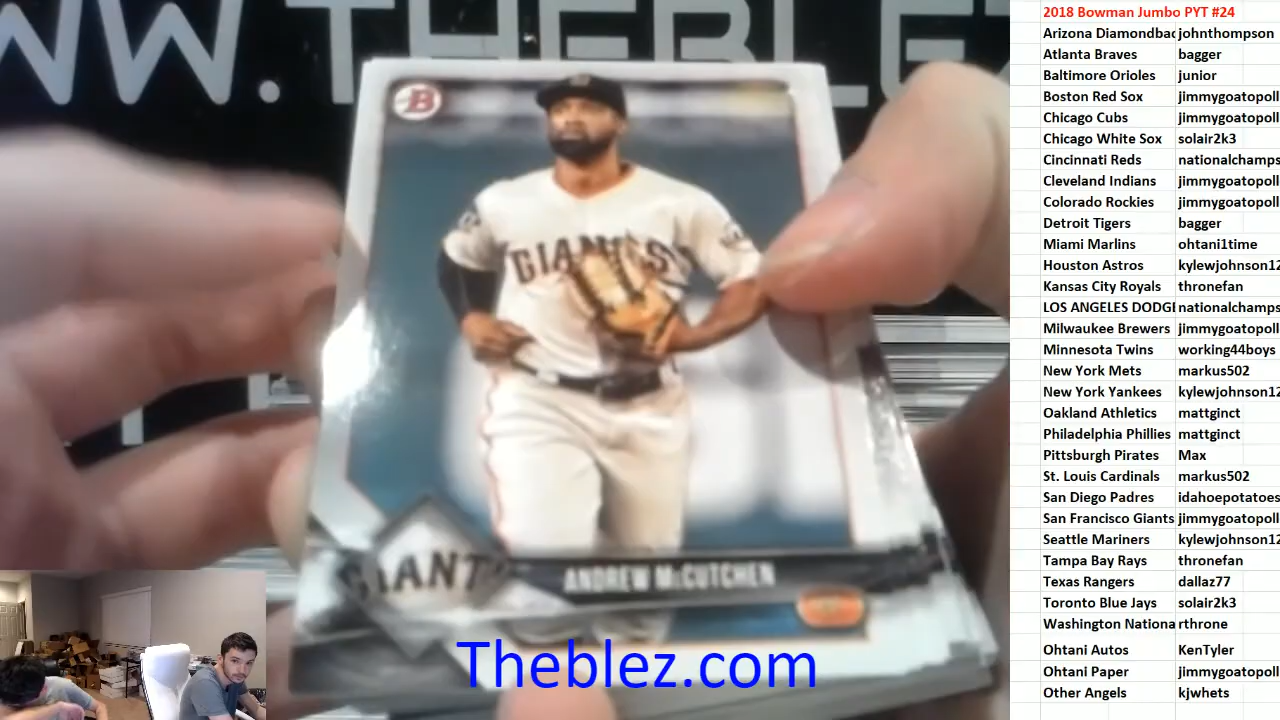 WW.THEBLEZ
B
GIANTS
GIANTS
ANDREW McCUTCHEN
Theblez.com
2018 Bowman Jumbo PYT #24
Arizona Diamondbac johnthompson
Atlanta Braves bagger
Baltimore Orioles junior
Boston Red Sox jimmygoatopoll
Chicago Cubs jimmygoatopoll
Chicago White Sox solair2k3
Cincinnati Reds nationalchamps
Cleveland Indians jimmygoatopoll
Colorado Rockies jimmygoatopoll
Detroit Tigers bagger
Miami Marlins ohtani1time
Houston Astros kylewjohnson12
Kansas City Royals thronefan
LOS ANGELES DODGE nationalchamps
Milwaukee Brewers jimmygoatopoll
Minnesota Twins working44boys
New York Mets markus502
New York Yankees kylewjohnson12
Oakland Athletics mattginct
Philadelphia Phillies mattginct
Pittsburgh Pirates Max
St. Louis Cardinals markus502
San Diego Padres idahoepotatoes
San Francisco Giants jimmygoatopoll
Seattle Mariners kylewjohnson12
Tampa Bay Rays thronefan
Texas Rangers dallaz77
Toronto Blue Jays solair2k3
Washington Nationa rthrone
Ohtani Autos KenTyler
Ohtani Paper jimmygoatopoll
Other Angels kjwhets